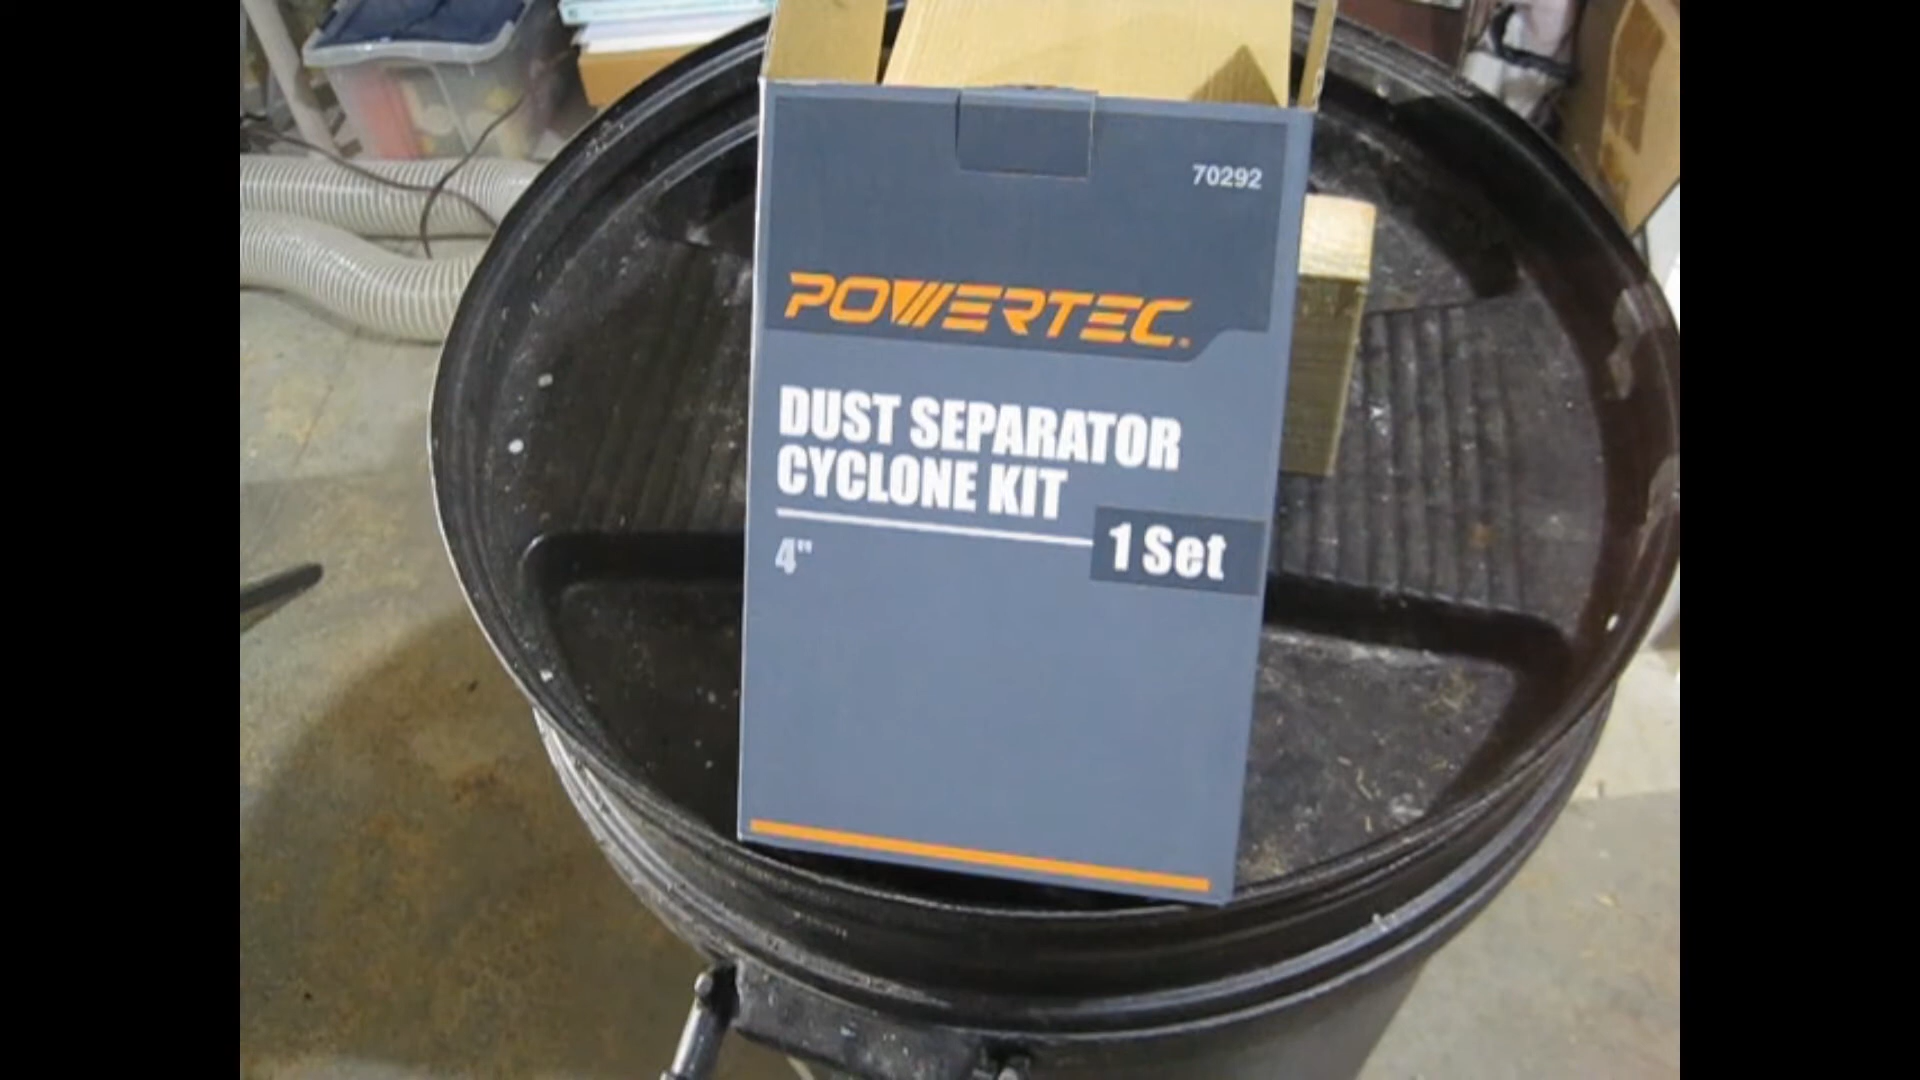 70292
POWERTEC
DUST SEPARATOR
CYCLONE KIT
1 Set
4"